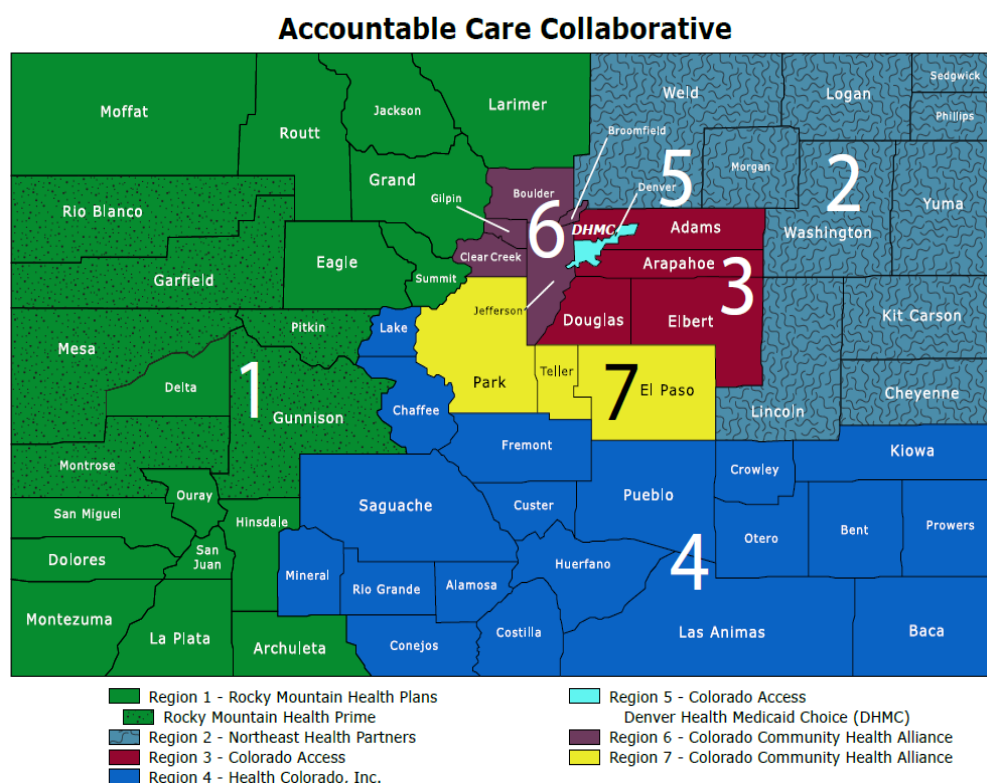 Accountable Care Collaborative
Moffat
Routt
Jackson
Larimer
Weld
Logan
Sedgwick
Phillips
Broomfield
Morgan
Grand
Gilpin
Boulder
5
Denver
2
Yuma
Rio Blanco
6
DHMC
Adams
Washington
Garfield
Eagle
Summit
Clear Creek
Arapahoe
3
Jefferson
Douglas
Elbert
Kit Carson
Mesa
Pitkin
Lake
Delta
1
Gunnison
Park
Teller
7
El Paso
Cheyenne
Chaffee
Lincoln
Montrose
Fremont
Kiowa
Crowley
Ouray
Saguache
Custer
Pueblo
San Miguel
Hinsdale
Otero
Bent
Prowers
Dolores
San
Juan
Mineral
Rio Grande
Alamosa
Huerfano
4
Montezuma
La Plata
Archuleta
Conejos
Costilla
Las Animas
Baca
Region 1 - Rocky Mountain Health Plans
Rocky Mountain Health Prime
Region 2 - Northeast Health Partners
Region 3 - Colorado Access
Region 4 - Health Colorado, Inc.
Region 5 - Colorado Access
Denver Health Medicaid Choice (DHMC)
Region 6 - Colorado Community Health Alliance
Region 7 - Colorado Community Health Alliance